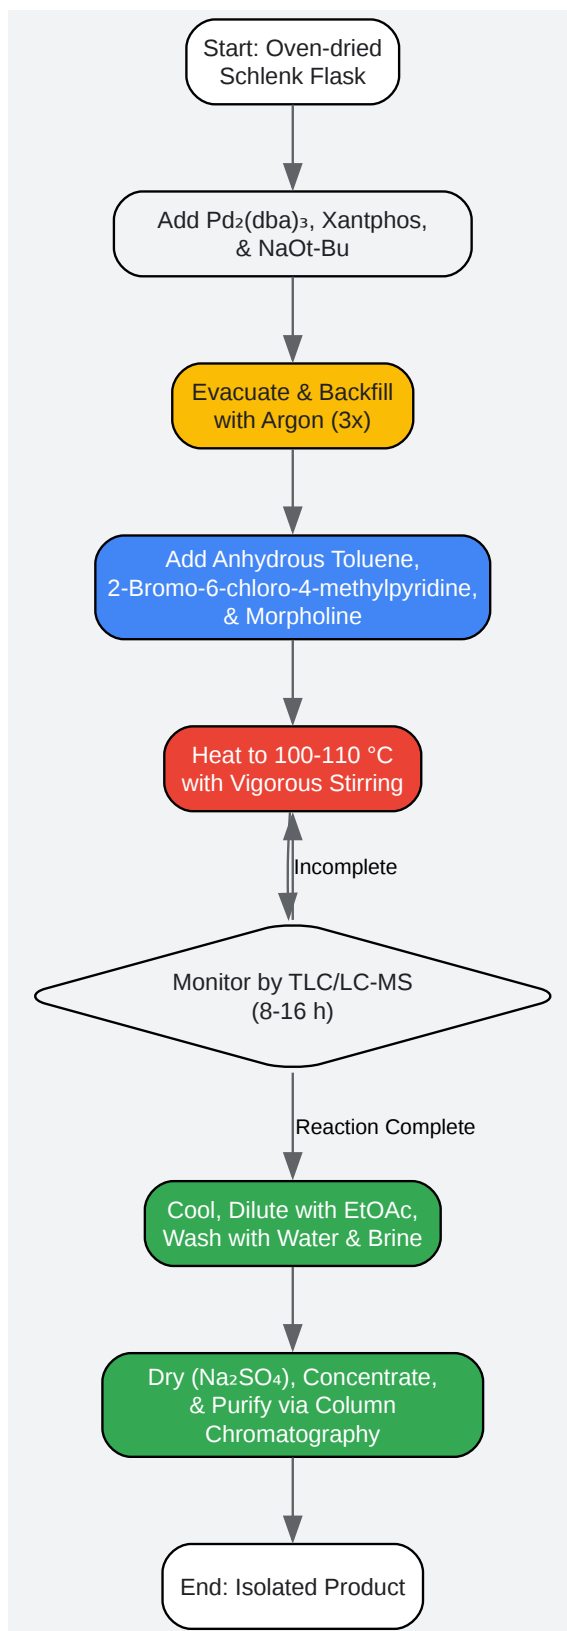 Start: Oven-dried
Schlenk Flask
Add Pd₂(dba)₃, Xantphos,
& NaOt-Bu
Evacuate & Backfill
with Argon (3x)
Add Anhydrous Toluene,
2-Bromo-6-chloro-4-methylpyridine,
& Morpholine
Heat to 100-110 °C
with Vigorous Stirring
Incomplete
Monitor by TLC/LC-MS
(8-16 h)
Reaction Complete
Cool, Dilute with EtOAc,
Wash with Water & Brine
Dry (Na₂SO₄), Concentrate,
& Purify via Column
Chromatography
End: Isolated Product